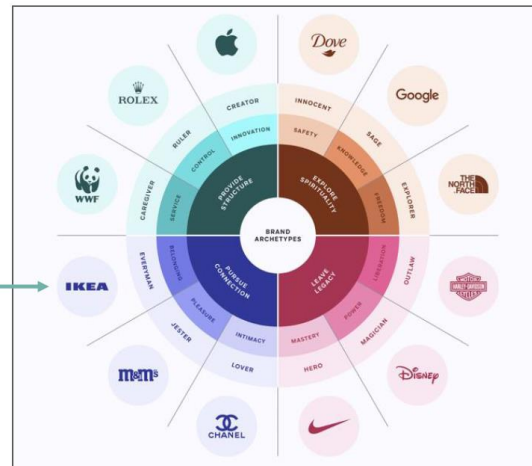 Dove
Google
THE
NORTH
FACE
HARLEY-DAVIDSON
Disney
CHANEL
m&m's
IKEA
WWF
ROLEX
INNOCENT
SAGE
EXPLORER
OUTLAW
MAGICIAN
HERO
LOVER
JESTER
EVERYMAN
CAREGIVER
RULER
CREATOR
SAFETY
KNOWLEDGE
FREEDOM
LIBERATION
POWER
MASTERY
INTIMACY
PLEASURE
BELONGING
SERVICE
CONTROL
INNOVATION
EXPLORE
SPIRITUALITY
LEAVE
LEGACY
PURSUE
CONNECTION
PROVIDE
STRUCTURE
BRAND
ARCHETYPES